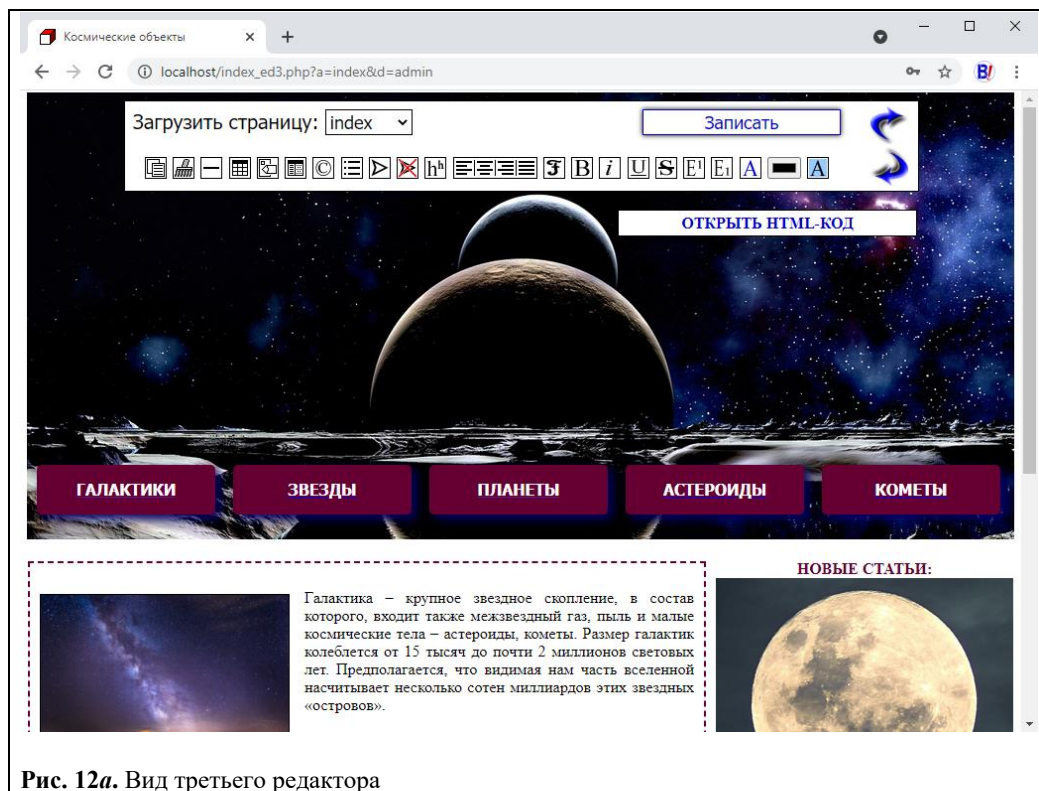 Космические объекты
localhost/index_ed3.php?a=index&d=admin
Загрузить страницу: index
Записать
hʰ F B i U S E¹ E₁ A A
ОТКРЫТЬ HTML-КОД
ГАЛАКТИКИ ЗВЕЗДЫ ПЛАНЕТЫ АСТЕРОИДЫ КОМЕТЫ
Галактика – крупное звездное скопление, в состав
которого, входит также межзвездный газ, пыль и малые
космические тела – астероиды, кометы. Размер галактик
колеблется от 15 тысяч до почти 2 миллионов световых
лет. Предполагается, что видимая нам часть вселенной
насчитывает несколько сотен миллиардов этих звездных
«островов».
НОВЫЕ СТАТЬИ:
Рис. 12а. Вид третьего редактора